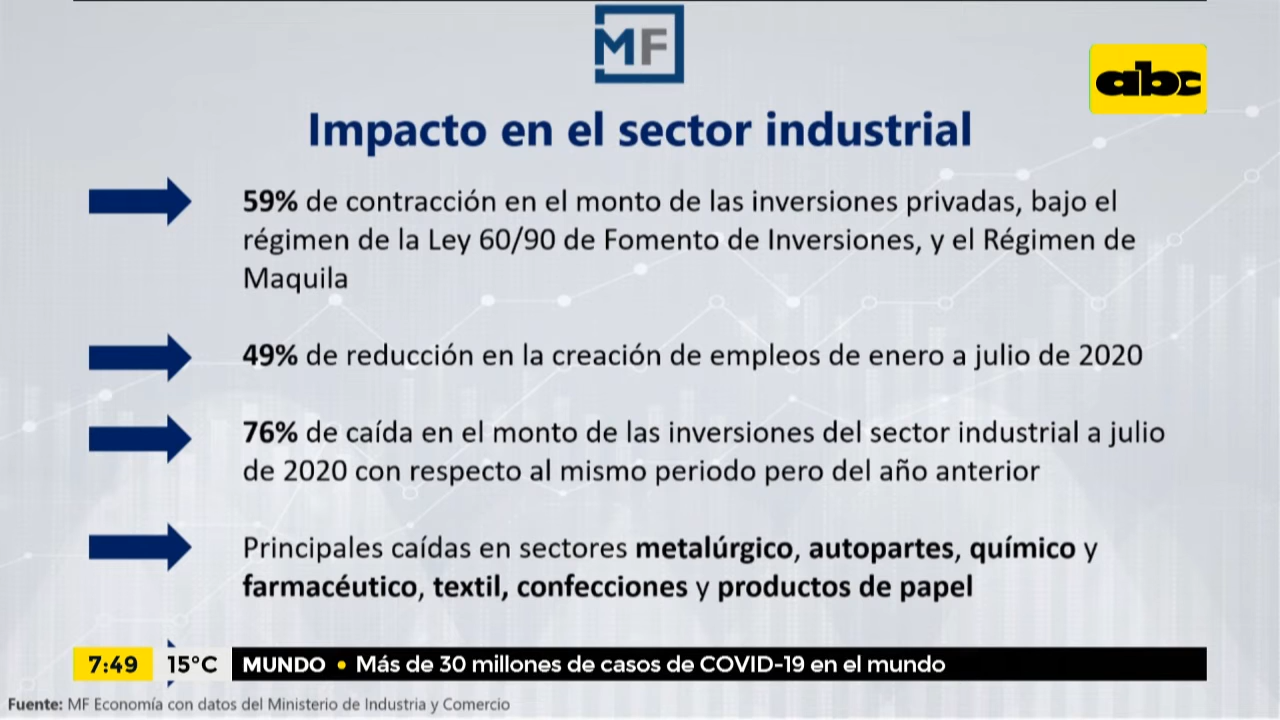 MF
abc
Impacto en el sector industrial
59% de contracción en el monto de las inversiones privadas, bajo el
régimen de la Ley 60/90 de Fomento de Inversiones, y el Régimen de
Maquila
49% de reducción en la creación de empleos de enero a julio de 2020
76% de caída en el monto de las inversiones del sector industrial a julio
de 2020 con respecto al mismo periodo pero del año anterior
Principales caídas en sectores metalúrgico, autopartes, químico y
farmacéutico, textil, confecciones y productos de papel
7:49 15°C MUNDO • Más de 30 millones de casos de COVID-19 en el mundo
Fuente: MF Economía con datos del Ministerio de Industria y Comercio